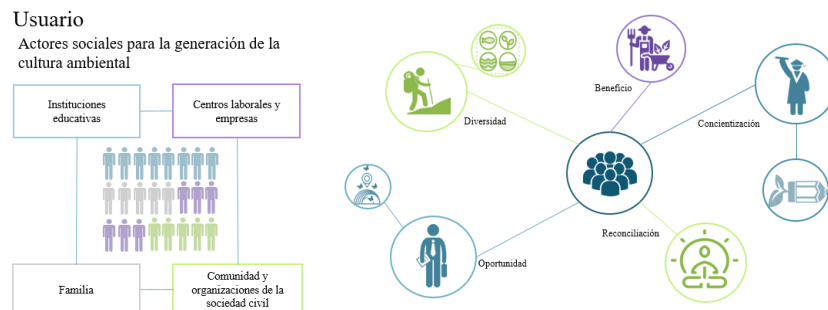 Usuario
Actores sociales para la generación de la
cultura ambiental
Instituciones
educativas
Centros laborales y
empresas
Familia
Comunidad y
organizaciones de la
sociedad civil
Diversidad
Beneficio
Concientización
Oportunidad
Reconciliación